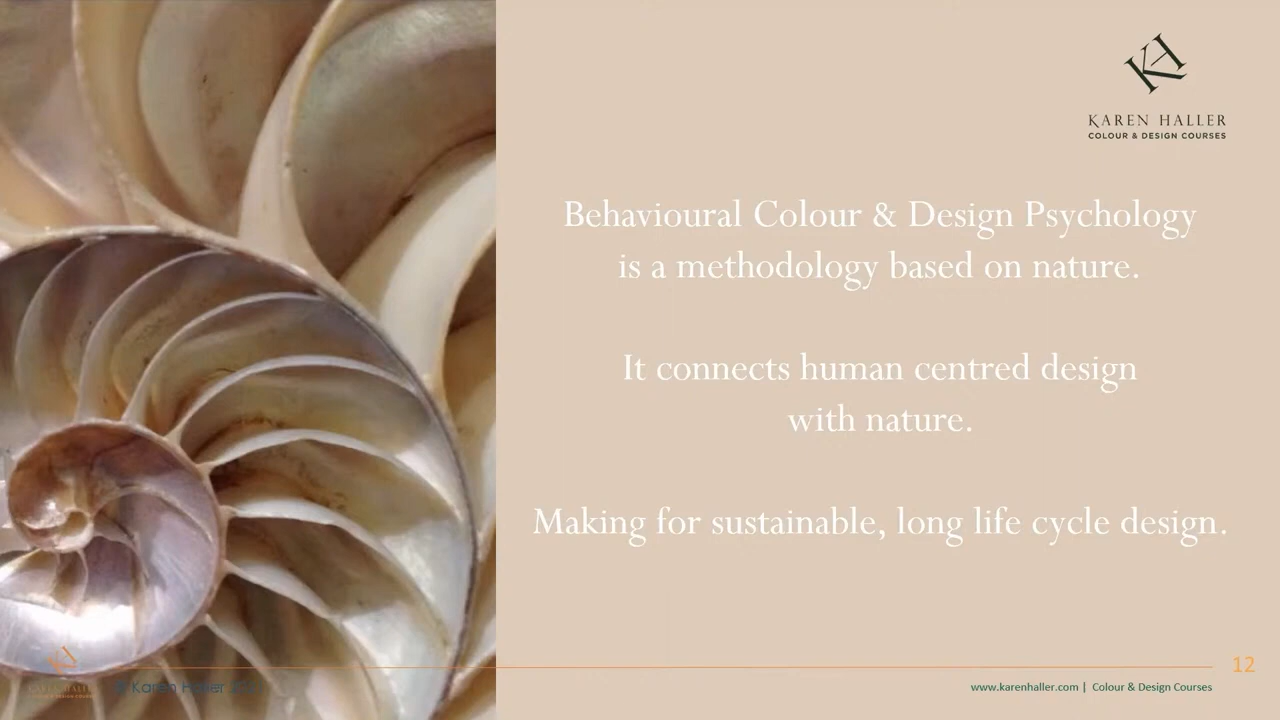 KAREN HALLER
COLOUR & DESIGN COURSES
Behavioural Colour & Design Psychology
is a methodology based on nature.
It connects human centred design
with nature.
Making for sustainable, long life cycle design.
12
© Karen Haller
www.karenhaller.com | Colour & Design Courses